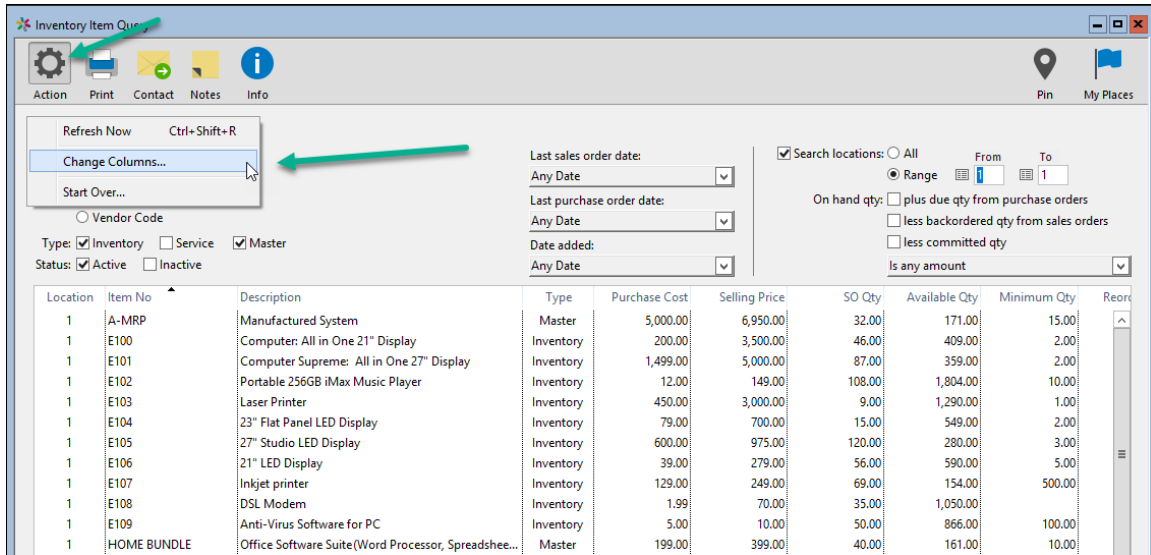 Inventory Item Query
Action Print Contact Notes Info Pin My Places
Refresh Now Ctrl+Shift+R
Change Columns...
Start Over...
Vendor Code
Type: Inventory Service Master
Status: Active Inactive
Last sales order date:
Any Date
Last purchase order date:
Any Date
Date added:
Any Date
Search locations: All From To
Range 1 1
On hand qty: plus due qty from purchase orders
less backordered qty from sales orders
less committed qty
Is any amount
Location Item No Description Type Purchase Cost Selling Price SO Qty Available Qty Minimum Qty Reord
1 A-MRP Manufactured System Master 5,000.00 6,950.00 32.00 171.00 15.00
1 E100 Computer: All in One 21" Display Inventory 200.00 3,500.00 46.00 409.00 2.00
1 E101 Computer Supreme: All in One 27" Display Inventory 1,499.00 5,000.00 87.00 359.00 2.00
1 E102 Portable 256GB iMax Music Player Inventory 12.00 149.00 108.00 1,804.00 10.00
1 E103 Laser Printer Inventory 450.00 3,000.00 9.00 1,290.00 1.00
1 E104 23" Flat Panel LED Display Inventory 79.00 700.00 15.00 549.00 2.00
1 E105 27" Studio LED Display Inventory 600.00 975.00 120.00 280.00 3.00
1 E106 21" LED Display Inventory 39.00 279.00 56.00 590.00 5.00
1 E107 Inkjet printer Inventory 129.00 249.00 69.00 154.00 500.00
1 E108 DSL Modem Inventory 1.99 70.00 35.00 1,050.00
1 E109 Anti-Virus Software for PC Inventory 5.00 10.00 50.00 866.00 100.00
1 HOME BUNDLE Office Software Suite(Word Processor, Spreadshee... Master 199.00 399.00 40.00 161.00 10.00